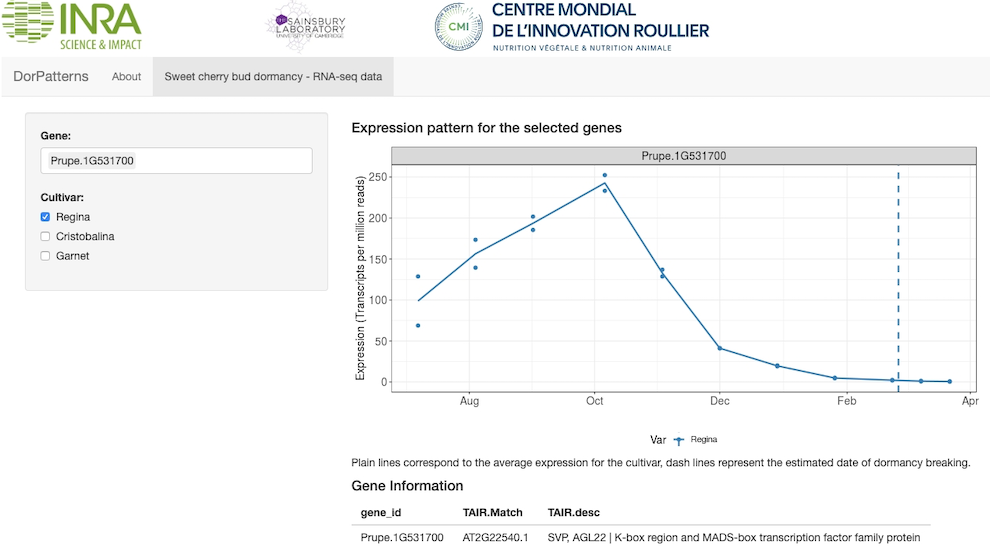 INRA
SCIENCE & IMPACT
SAINSBURY
LABORATORY
UNIVERSITY OF CAMBRIDGE
CMI
CENTRE MONDIAL
DE L'INNOVATION ROULLIER
NUTRITION VÉGÉTALE & NUTRITION ANIMALE
DorPatterns About Sweet cherry bud dormancy - RNA-seq data
Gene:
Prupe.1G531700
Cultivar:
Regina
Cristobalina
Garnet
Expression pattern for the selected genes
Prupe.1G531700
Expression (Transcripts per million reads)
250
200
150
100
50
0
Aug Oct Dec Feb Apr
Var Regina
Plain lines correspond to the average expression for the cultivar, dash lines represent the estimated date of dormancy breaking.
Gene Information
gene_id TAIR.Match TAIR.desc
Prupe.1G531700 AT2G22540.1 SVP, AGL22 | K-box region and MADS-box transcription factor family protein